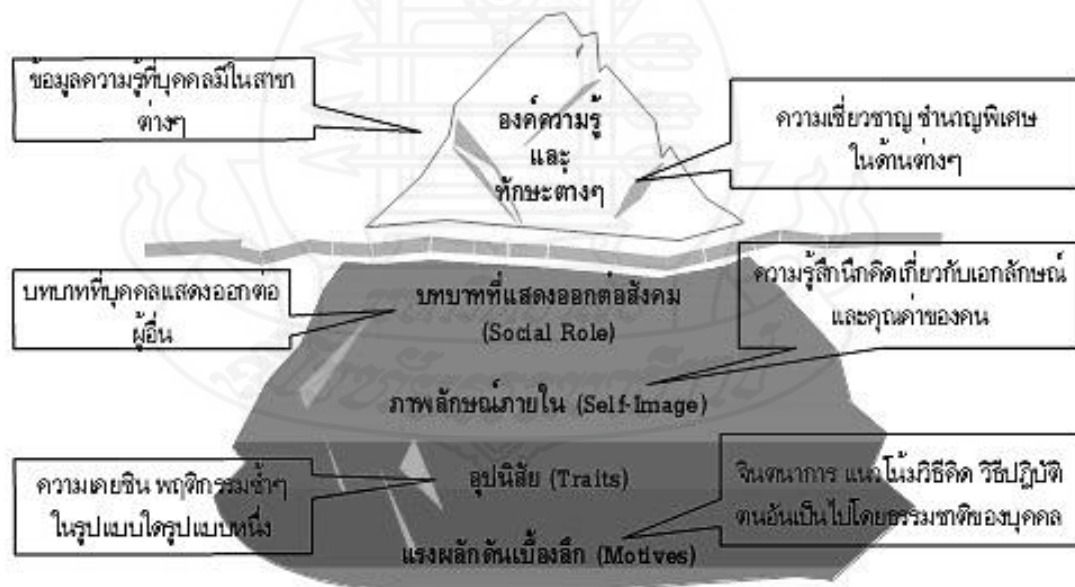 ข้อมูลความรู้ที่บุคคลมีในสาขา
ต่างๆ
องค์ความรู้
และ
ทักษะต่างๆ
ความเชี่ยวชาญ ชำนาญพิเศษ
ในด้านต่างๆ
บทบาทที่บุคคลแสดงออกต่อ
ผู้อื่น
บทบาทที่แสดงออกต่อสังคม
(Social Role)
ความรู้สึกนึกคิดเกี่ยวกับเอกลักษณ์
และคุณค่าของคน
ภาพลักษณ์ภายใน (Self-Image)
ความเคยชิน พฤติกรรมซ้ำๆ
ในรูปแบบใดรูปแบบหนึ่ง
อุปนิสัย (Traits)
จินตนาการ แนวโน้มวิธีคิด วิธีปฏิบัติ
ตนอันเป็นไปโดยธรรมชาติของบุคคล
แรงผลักดันเบื้องลึก (Motives)